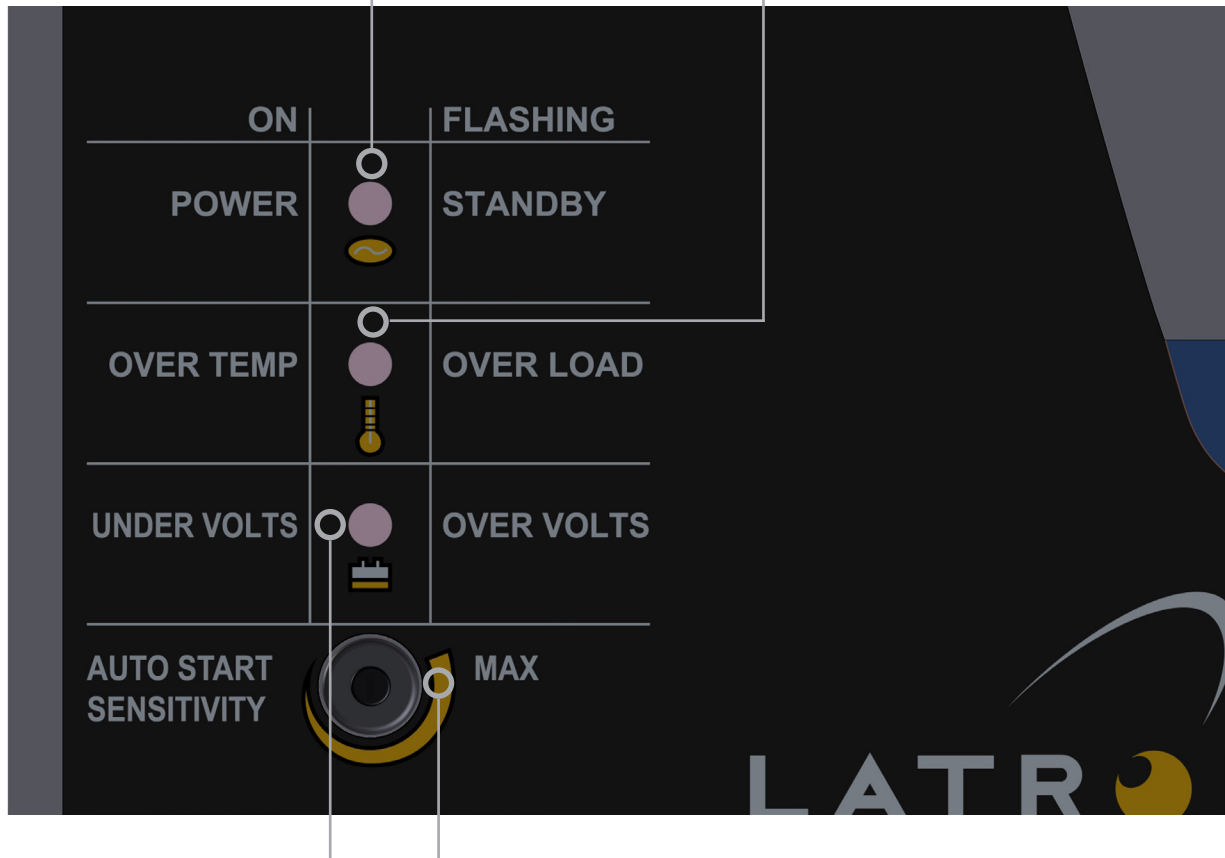 ON FLASHING
POWER STANDBY
OVER TEMP OVER LOAD
UNDER VOLTS OVER VOLTS
AUTO START MAX
SENSITIVITY
LATR